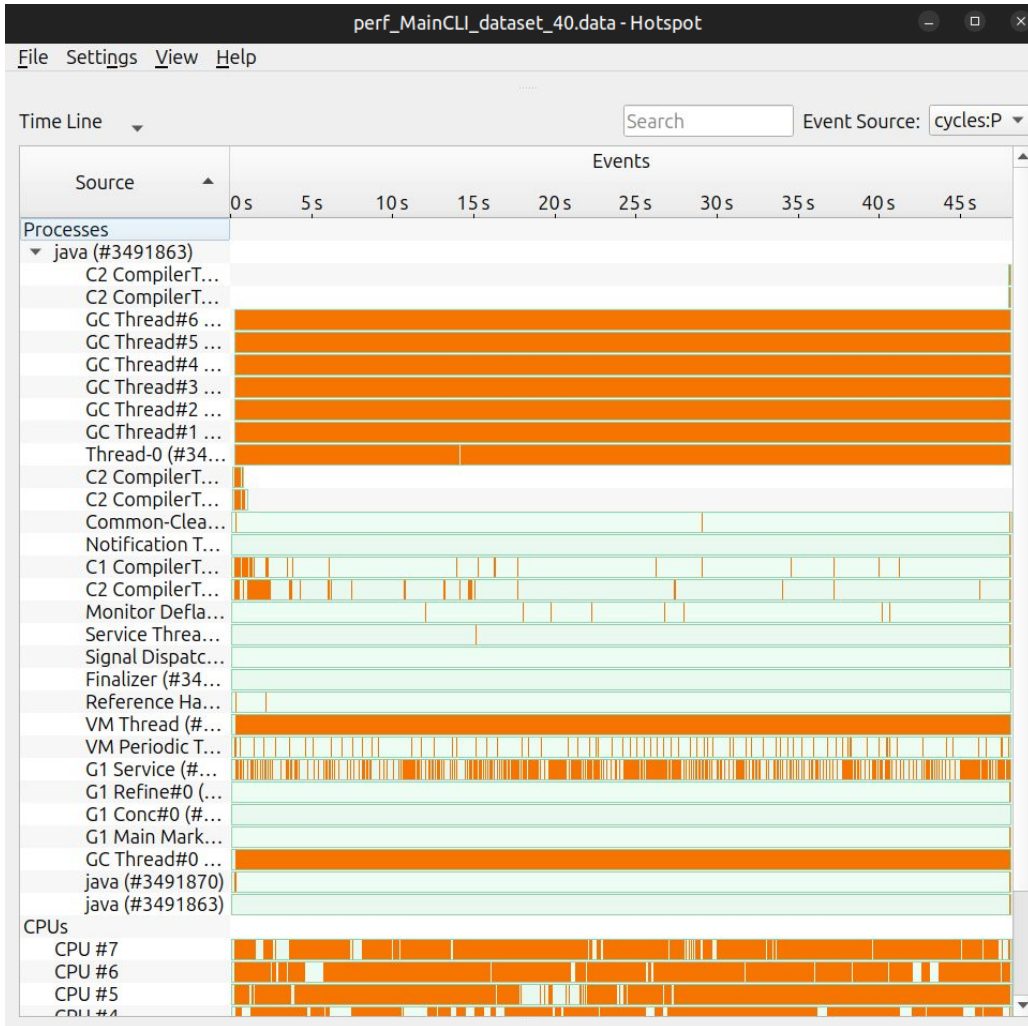 perf_MainCLI_dataset_40.data - Hotspot
File Settings View Help
Time Line Search Event Source: cycles:P
Source Events
0 s 5 s 10 s 15 s 20 s 25 s 30 s 35 s 40 s 45 s
Processes
java (#3491863)
C2 CompilerT...
C2 CompilerT...
GC Thread#6 ...
GC Thread#5 ...
GC Thread#4 ...
GC Thread#3 ...
GC Thread#2 ...
GC Thread#1 ...
Thread-0 (#34...
C2 CompilerT...
C2 CompilerT...
Common-Clea...
Notification T...
C1 CompilerT...
C2 CompilerT...
Monitor Defla...
Service Threa...
Signal Dispatc...
Finalizer (#34...
Reference Ha...
VM Thread (#...
VM Periodic T...
G1 Service (#...
G1 Refine#0 (...
G1 Conc#0 (#...
G1 Main Mark...
GC Thread#0 ...
java (#3491870)
java (#3491863)
CPUs
CPU #7
CPU #6
CPU #5
CPU #4